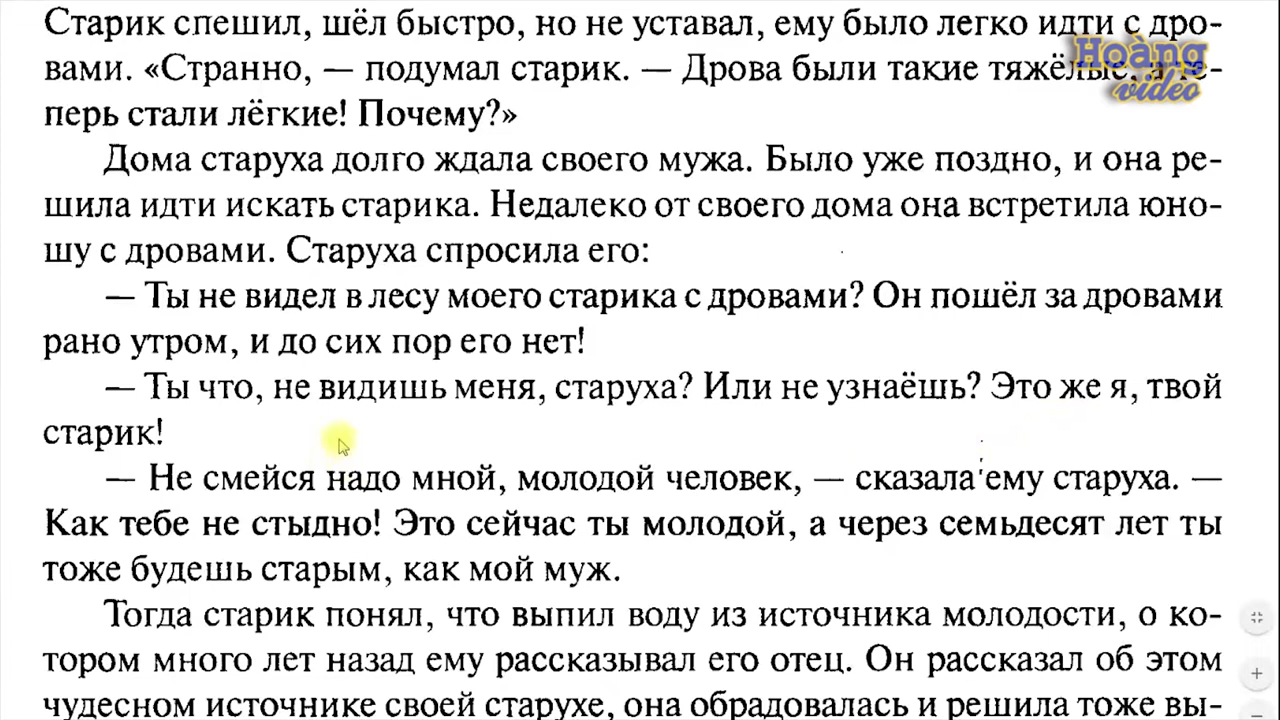 Старик спешил, шёл быстро, но не уставал, ему было легко идти с дро-
вами. «Странно, — подумал старик. — Дрова были такие тяжёлые, а те-
Hoàng
video
перь стали лёгкие! Почему?»
Дома старуха долго ждала своего мужа. Было уже поздно, и она ре-
шила идти искать старика. Недалеко от своего дома она встретила юно-
шу с дровами. Старуха спросила его:
— Ты не видел в лесу моего старика с дровами? Он пошёл за дровами
рано утром, и до сих пор его нет!
— Ты что, не видишь меня, старуха? Или не узнаёшь? Это же я, твой
старик!
— Не смейся надо мной, молодой человек, — сказала ему старуха. —
Как тебе не стыдно! Это сейчас ты молодой, а через семьдесят лет ты
тоже будешь старым, как мой муж.
Тогда старик понял, что выпил воду из источника молодости, о ко-
тором много лет назад ему рассказывал его отец. Он рассказал об этом
чудесном источнике своей старухе, она обрадовалась и решила тоже вы-